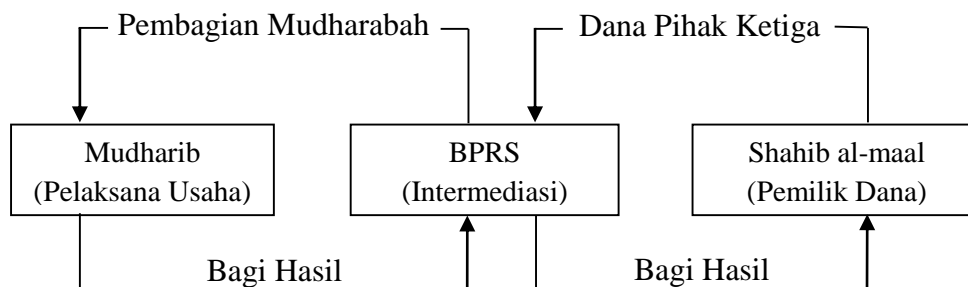 Pembagian Mudharabah
Dana Pihak Ketiga
Mudharib
(Pelaksana Usaha)
BPRS
(Intermediasi)
Shahib al-maal
(Pemilik Dana)
Bagi Hasil
Bagi Hasil